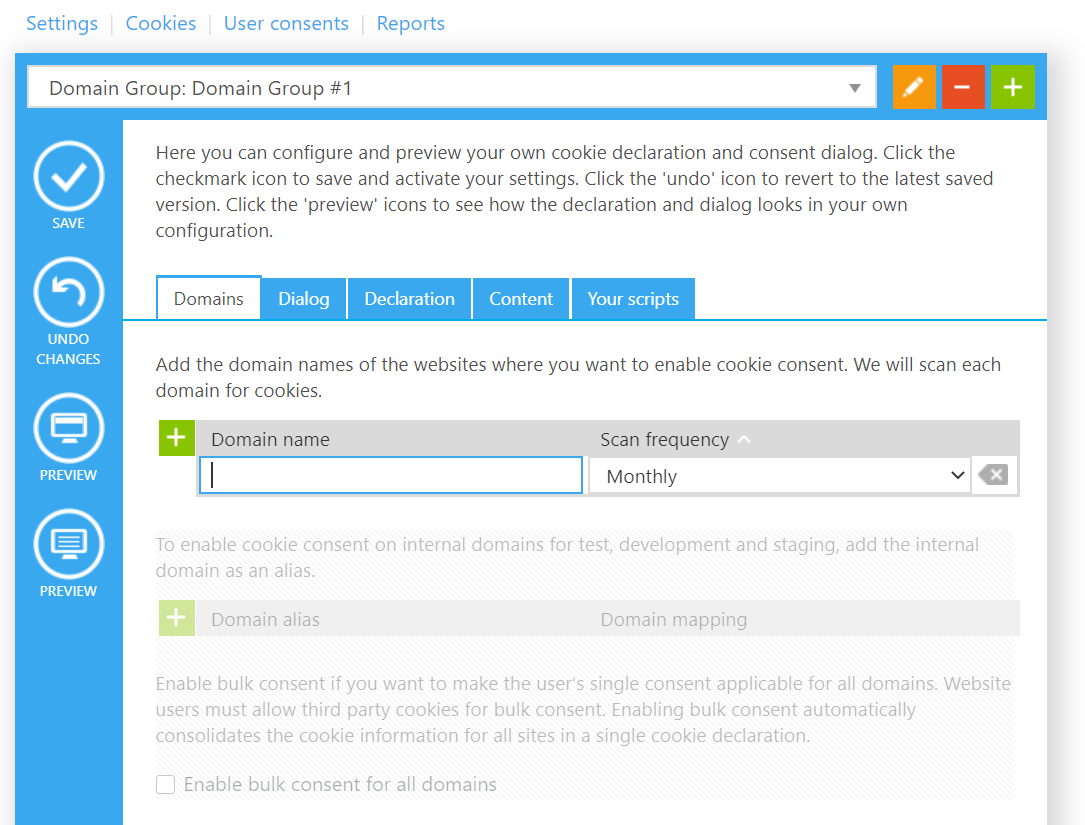 Settings | Cookies | User consents | Reports
Domain Group: Domain Group #1
SAVE
UNDO
CHANGES
PREVIEW
PREVIEW
Here you can configure and preview your own cookie declaration and consent dialog. Click the
checkmark icon to save and activate your settings. Click the 'undo' icon to revert to the latest saved
version. Click the 'preview' icons to see how the declaration and dialog looks in your own
configuration.
Domains Dialog Declaration Content Your scripts
Add the domain names of the websites where you want to enable cookie consent. We will scan each
domain for cookies.
Domain name Scan frequency
Monthly
To enable cookie consent on internal domains for test, development and staging, add the internal
domain as an alias.
Domain alias Domain mapping
Enable bulk consent if you want to make the user's single consent applicable for all domains. Website
users must allow third party cookies for bulk consent. Enabling bulk consent automatically
consolidates the cookie information for all sites in a single cookie declaration.
Enable bulk consent for all domains